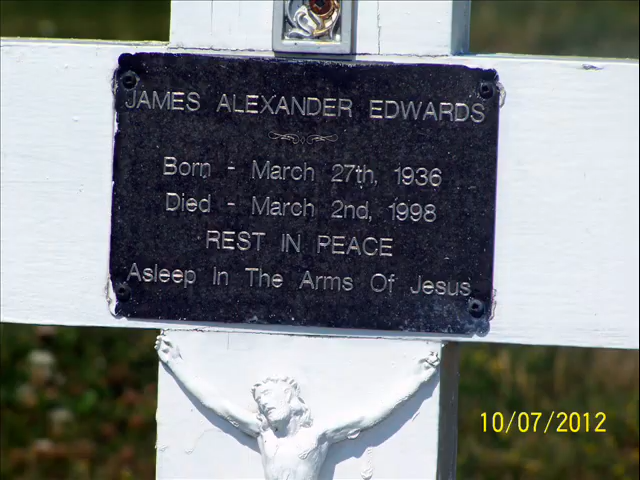 JAMES ALEXANDER EDWARDS
Born - March 27th, 1936
Died - March 2nd, 1998
REST IN PEACE
Asleep In The Arms Of Jesus
10/07/2012